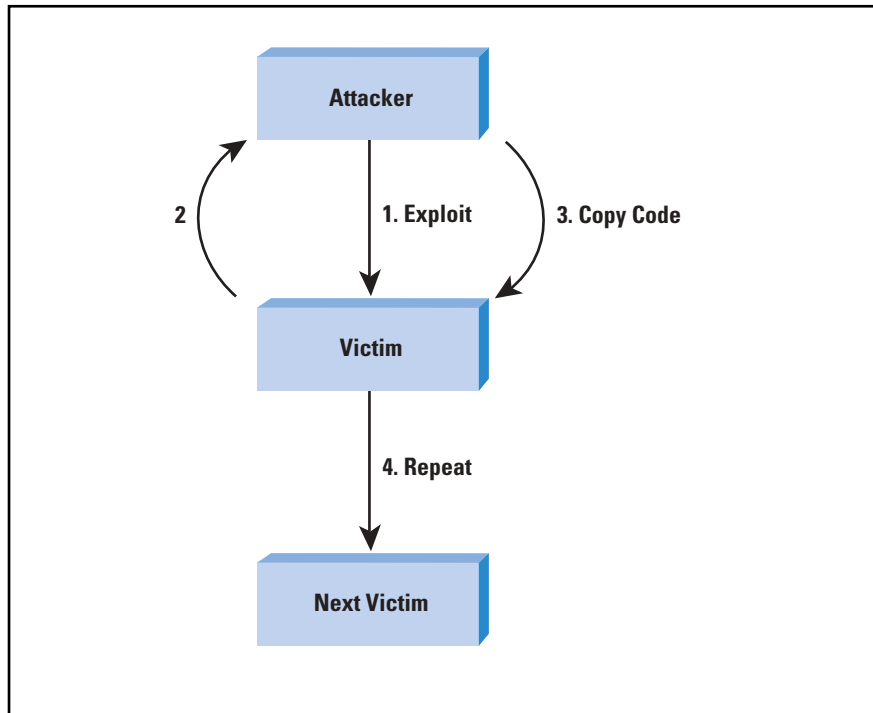 Attacker
2
1. Exploit
3. Copy Code
Victim
4. Repeat
Next Victim